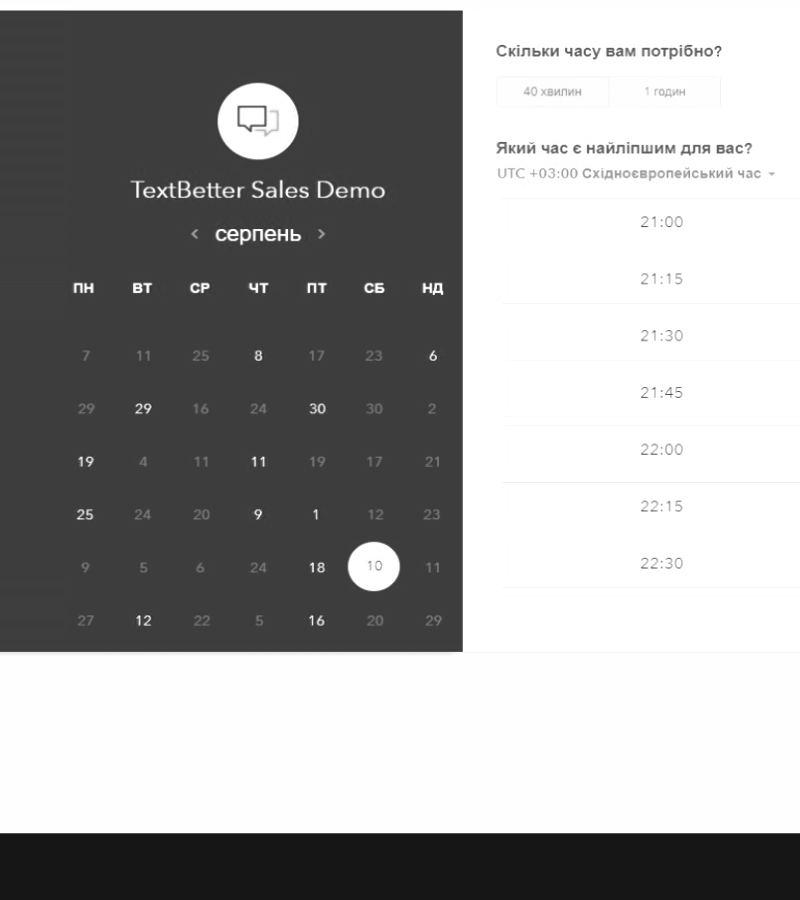 TextBetter Sales Demo
серпень
ПН ВТ СР ЧТ ПТ СБ НД
7 11 25 8 17 23 6
29 29 16 24 30 30 2
19 4 11 11 19 17 21
25 24 20 9 1 12 23
9 5 6 24 18 10 11
27 12 22 5 16 20 29
Скільки часу вам потрібно?
40 хвилин 1 годин
Який час є найліпшим для вас?
UTC +03:00 Східноєвропейський час
21:00
21:15
21:30
21:45
22:00
22:15
22:30